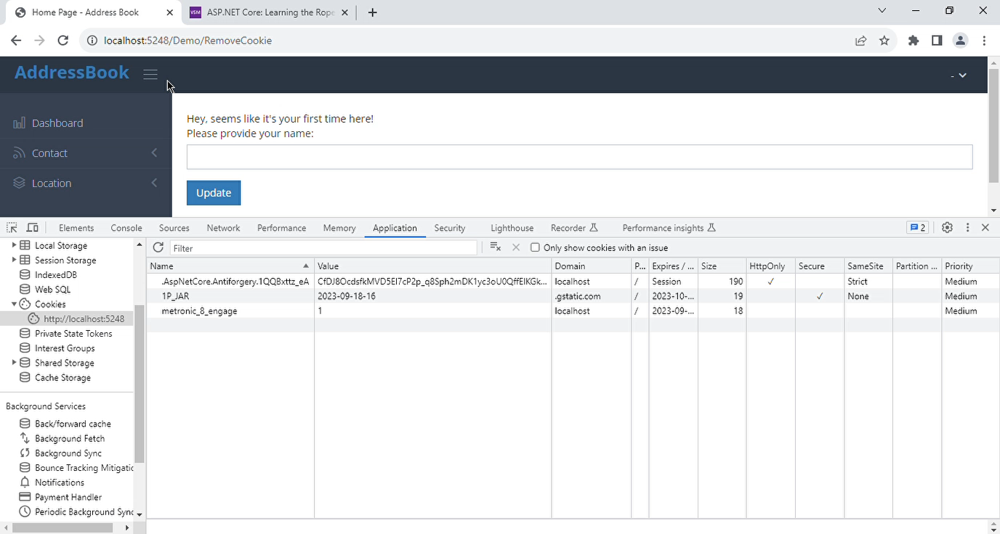 Home Page - Address Book
VSM ASP.NET Core: Learning the Rope
localhost:5248/Demo/RemoveCookie
AddressBook
-
Dashboard
Contact
Location
Hey, seems like it's your first time here!
Please provide your name:
Update
Elements Console Sources Network Performance Memory Application Security Lighthouse Recorder Performance insights 2
Local Storage
Session Storage
IndexedDB
Web SQL
Cookies
http://localhost:5248
Private State Tokens
Interest Groups
Shared Storage
Cache Storage
Background Services
Back/forward cache
Background Fetch
Background Sync
Bounce Tracking Mitigatic
Notifications
Payment Handler
Periodic Background Sync
Filter Only show cookies with an issue
Name Value Domain P... Expires / ... Size HttpOnly Secure SameSite Partition ... Priority
.AspNetCore.Antiforgery.1QQBxttz_eA CfDJ8OcdsfkMVD5EI7cP2p_q8Sph2mDK1yc3oU0QffEIKGk... localhost / Session 190 ✓ Strict Medium
1P_JAR 2023-09-18-16 .gstatic.com / 2023-10-... 19 ✓ None Medium
metronic_8_engage 1 localhost / 2023-09-... 18 Medium